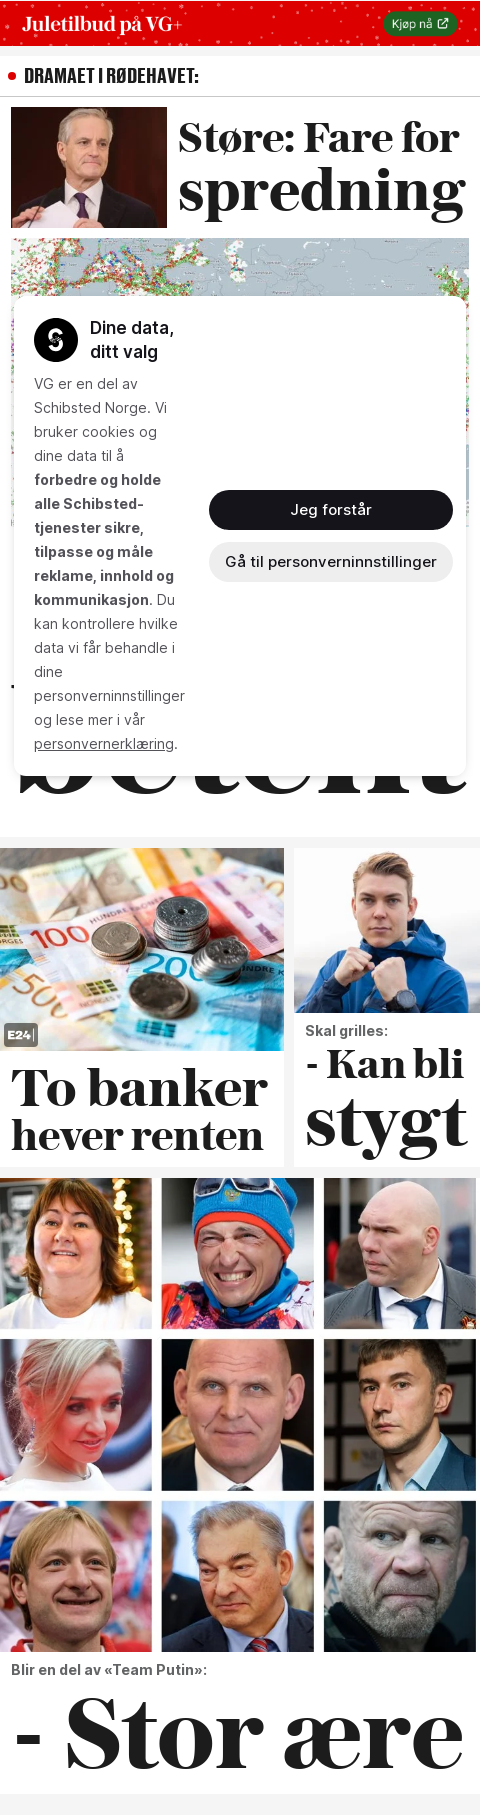 Juletilbud på VG+
Kjøp nå
DRAMAET I RØDEHAVET:
Støre: Fare for
spredning
Dine data,
ditt valg
VG er en del av
Schibsted Norge. Vi
bruker cookies og
dine data til å
forbedre og holde
alle Schibsted-
tjenester sikre,
tilpasse og måle
reklame, innhold og
kommunikasjon. Du
kan kontrollere hvilke
data vi får behandle i
dine
personverninnstillinger
og lese mer i vår
personvernerklæring.
Jeg forstår
Gå til personverninnstillinger
E24
To banker
hever renten
Skal grilles:
- Kan bli
stygt
Blir en del av «Team Putin»:
- Stor ære